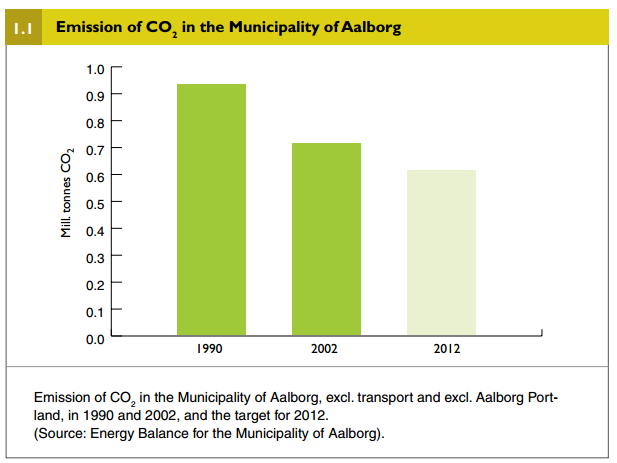 1.1 Emission of CO₂ in the Municipality of Aalborg
Mill. tonnes CO₂
1.0
0.9
0.8
0.7
0.6
0.5
0.4
0.3
0.2
0.1
0.0
1990 2002 2012
Emission of CO₂ in the Municipality of Aalborg, excl. transport and excl. Aalborg Port-
land, in 1990 and 2002, and the target for 2012.
(Source: Energy Balance for the Municipality of Aalborg).